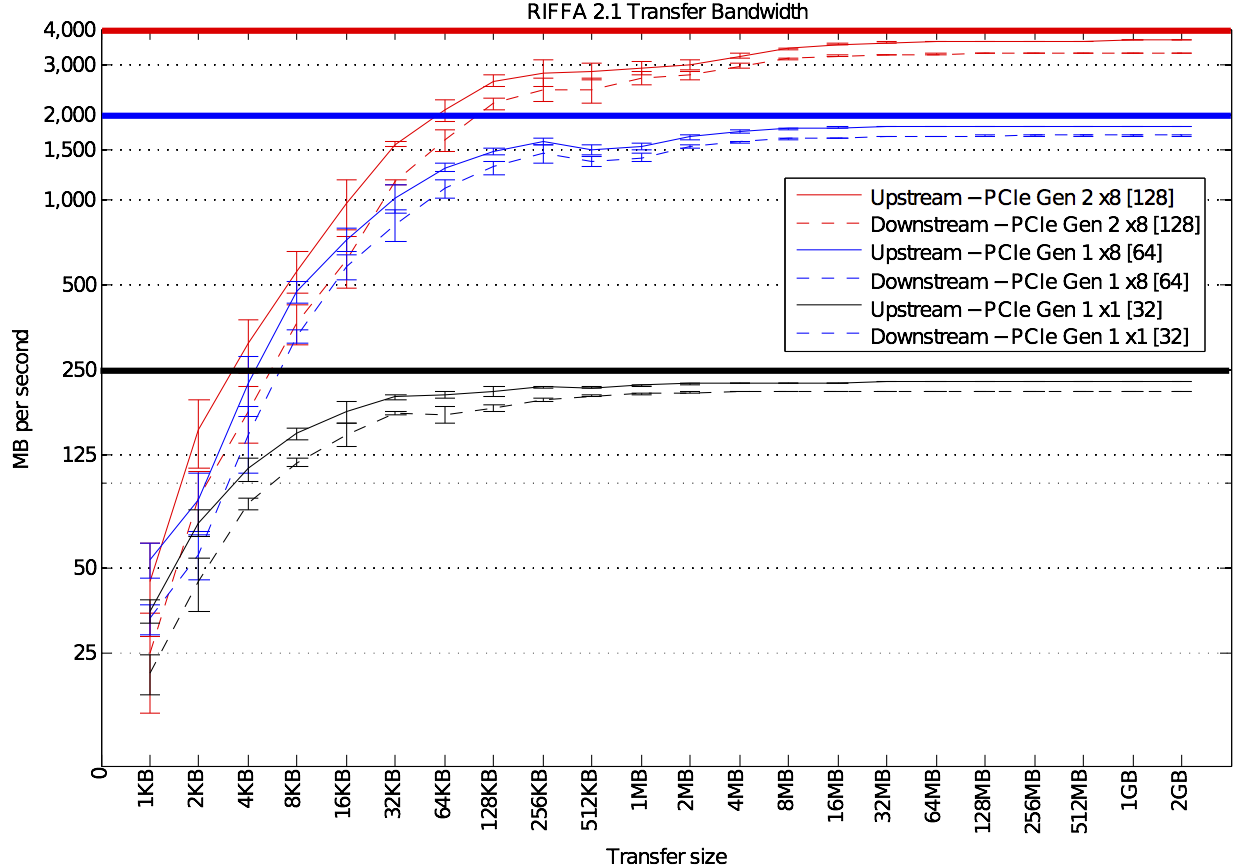 RIFFA 2.1 Transfer Bandwidth
4,000
3,000
2,000
1,500
1,000
500
250
125
50
25
0
MB per second
Upstream −PCIe Gen 2 x8 [128]
Downstream −PCIe Gen 2 x8 [128]
Upstream −PCIe Gen 1 x8 [64]
Downstream −PCIe Gen 1 x8 [64]
Upstream −PCIe Gen 1 x1 [32]
Downstream −PCIe Gen 1 x1 [32]
1KB
2KB
4KB
8KB
16KB
32KB
64KB
128KB
256KB
512KB
1MB
2MB
4MB
8MB
16MB
32MB
64MB
128MB
256MB
512MB
1GB
2GB
Transfer size